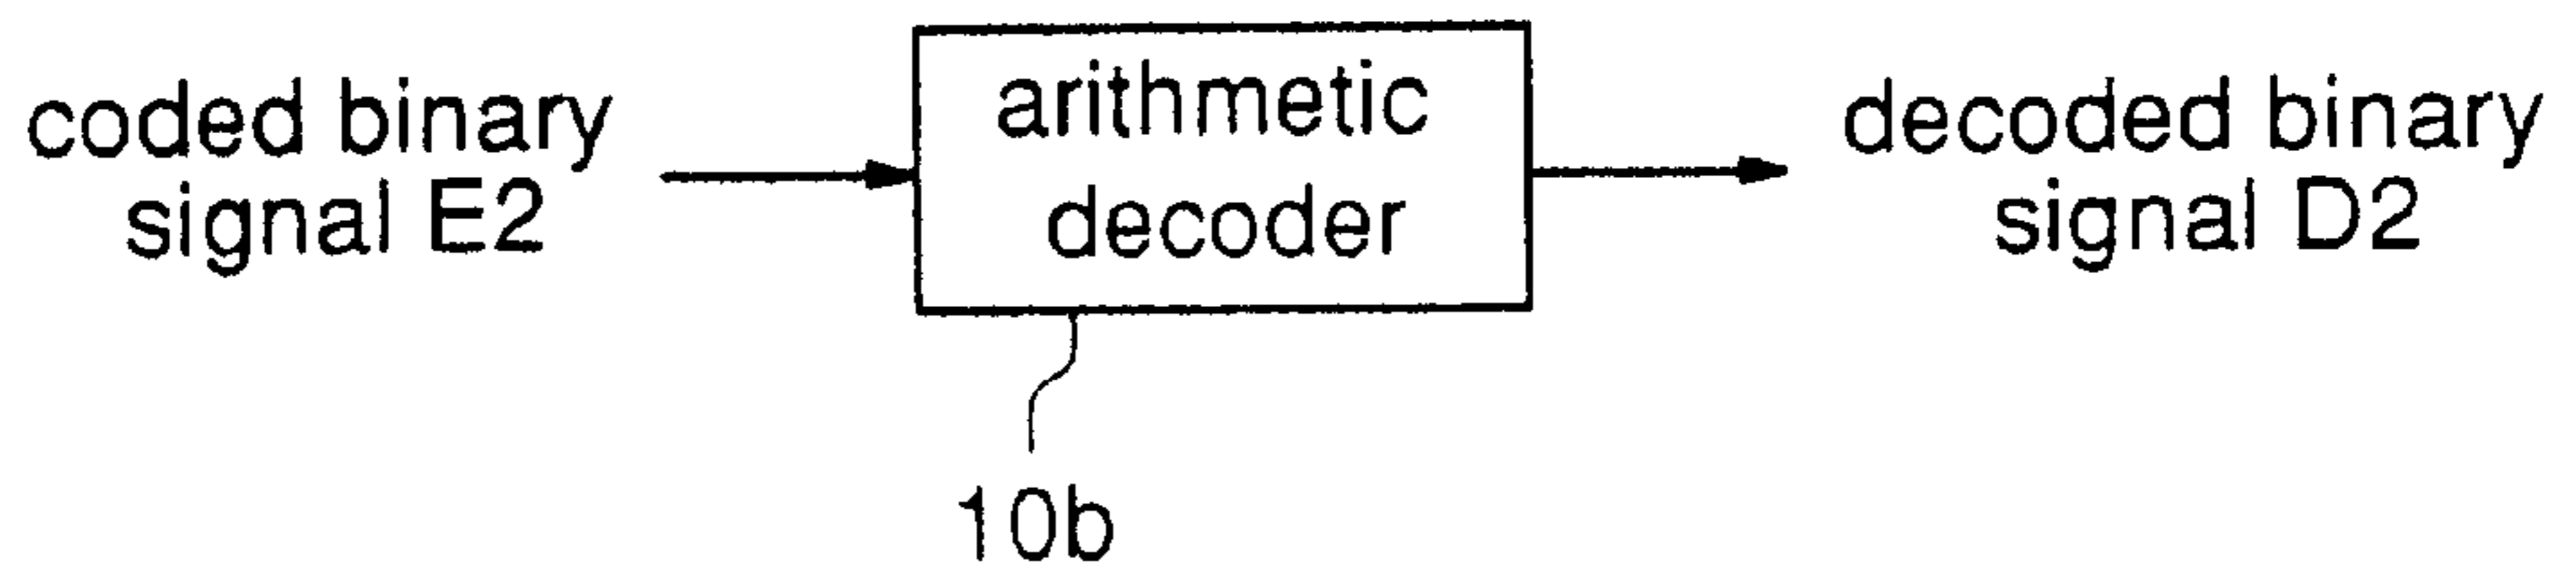 coded binary
signal E2
arithmetic
decoder
decoded binary
signal D2
10b